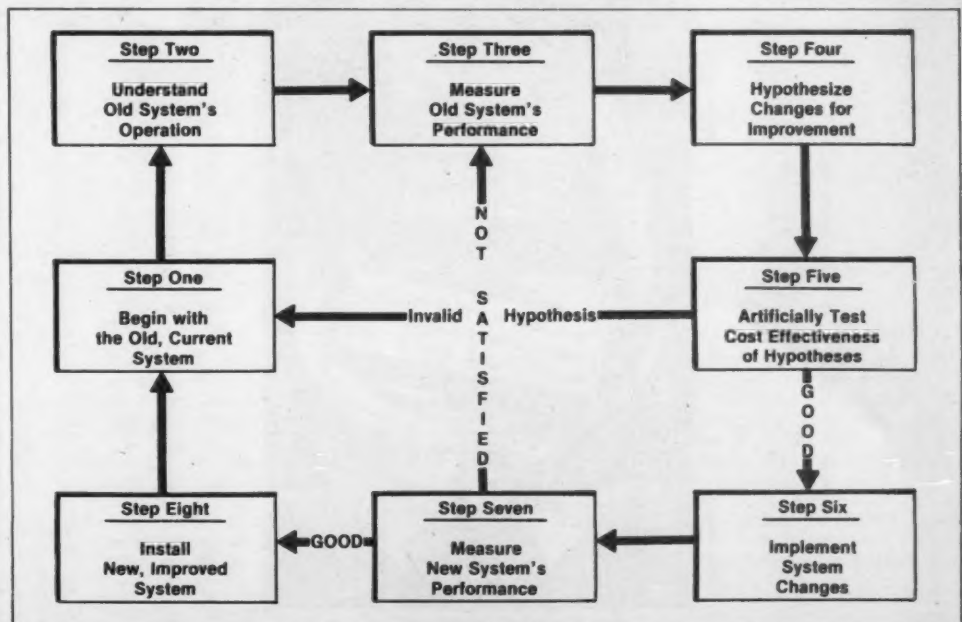 Step Two
Understand
Old System's
Operation
Step Three
Measure
Old System's
Performance
Step Four
Hypothesize
Changes for
Improvement
Step One
Begin with
the Old, Current
System
Invalid Hypothesis
NOT SATISFIED
Step Five
Artificially Test
Cost Effectiveness
of Hypotheses
GOOD
Step Eight
Install
New, Improved
System
GOOD
Step Seven
Measure
New System's
Performance
Step Six
Implement
System
Changes